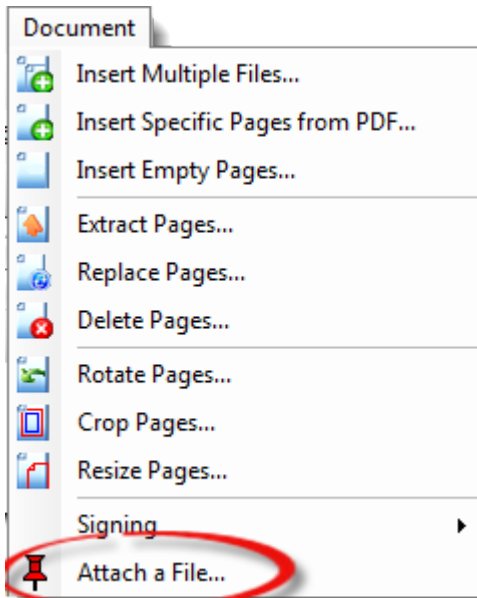 Document
Insert Multiple Files...
Insert Specific Pages from PDF...
Insert Empty Pages...
Extract Pages...
Replace Pages...
Delete Pages...
Rotate Pages...
Crop Pages...
Resize Pages...
Signing
Attach a File...